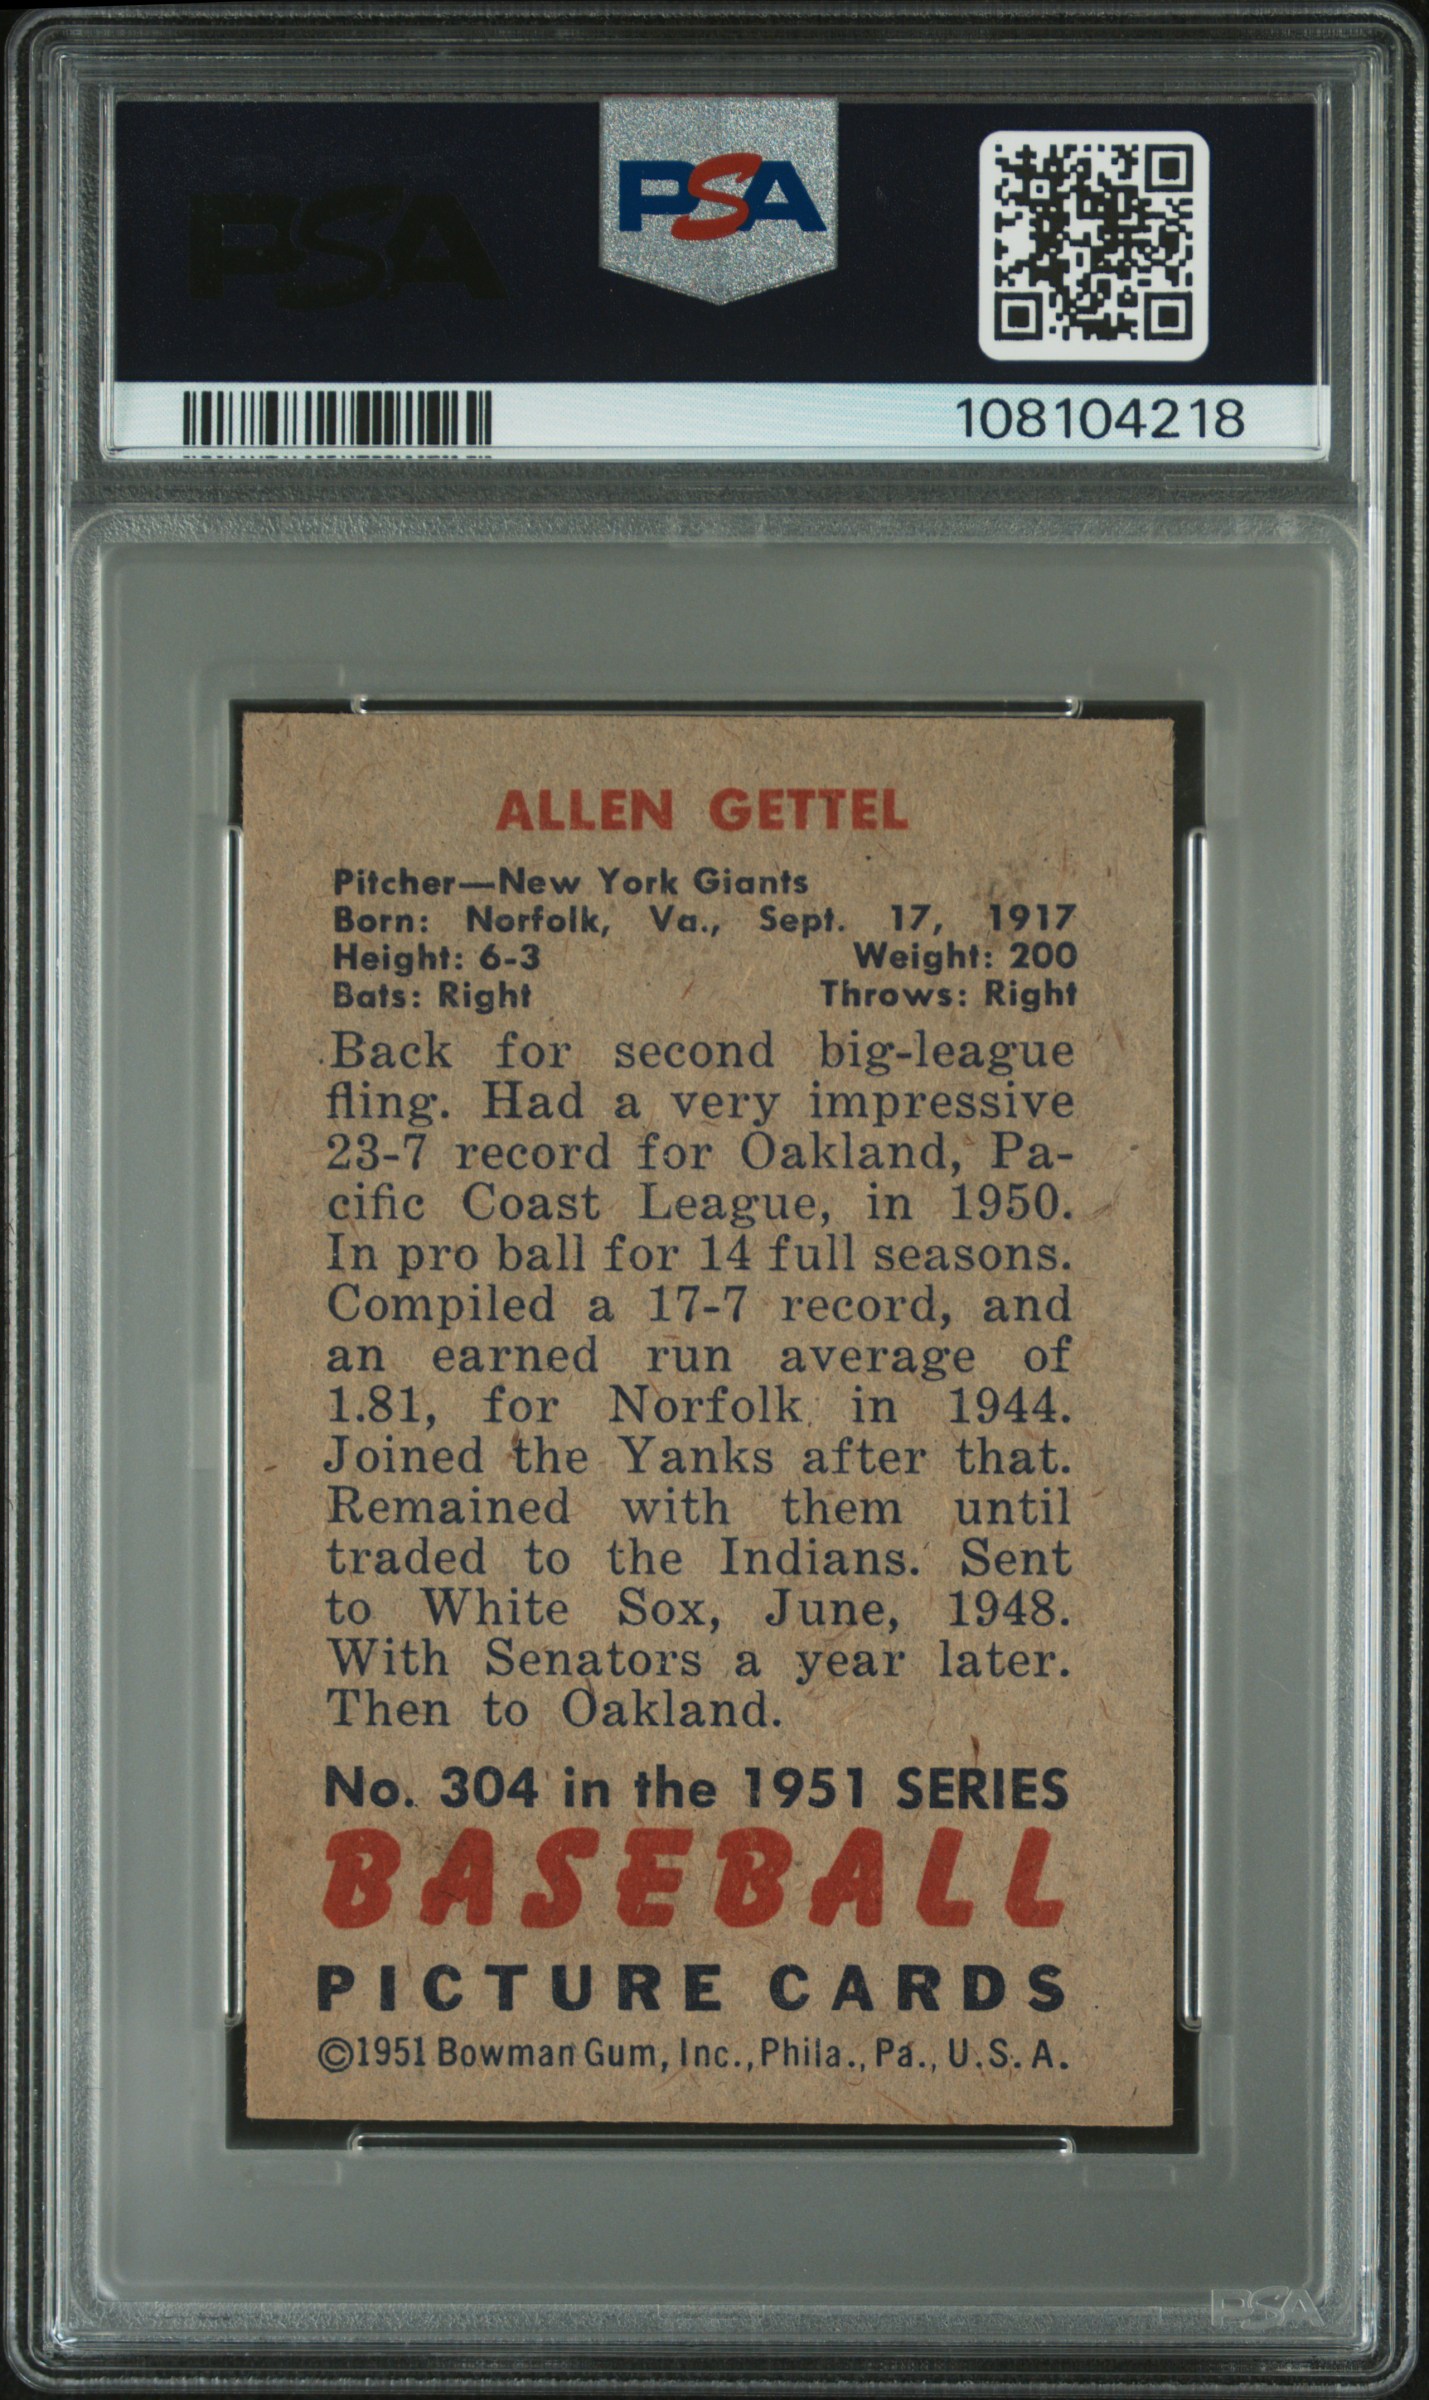 PSA
PSA
108104218
ALLEN GETTEL
Pitcher—New York Giants
Born: Norfolk, Va., Sept. 17, 1917
Height: 6-3 Weight: 200
Bats: Right Throws: Right
Back for second big-league
fling. Had a very impressive
23-7 record for Oakland, Pa-
cific Coast League, in 1950.
In pro ball for 14 full seasons.
Compiled a 17-7 record, and
an earned run average of
1.81, for Norfolk in 1944.
Joined the Yanks after that.
Remained with them until
traded to the Indians. Sent
to White Sox, June, 1948.
With Senators a year later.
Then to Oakland.
No. 304 in the 1951 SERIES
BASEBALL
PICTURE CARDS
©1951 Bowman Gum, Inc., Phila., Pa., U.S.A.
PSA